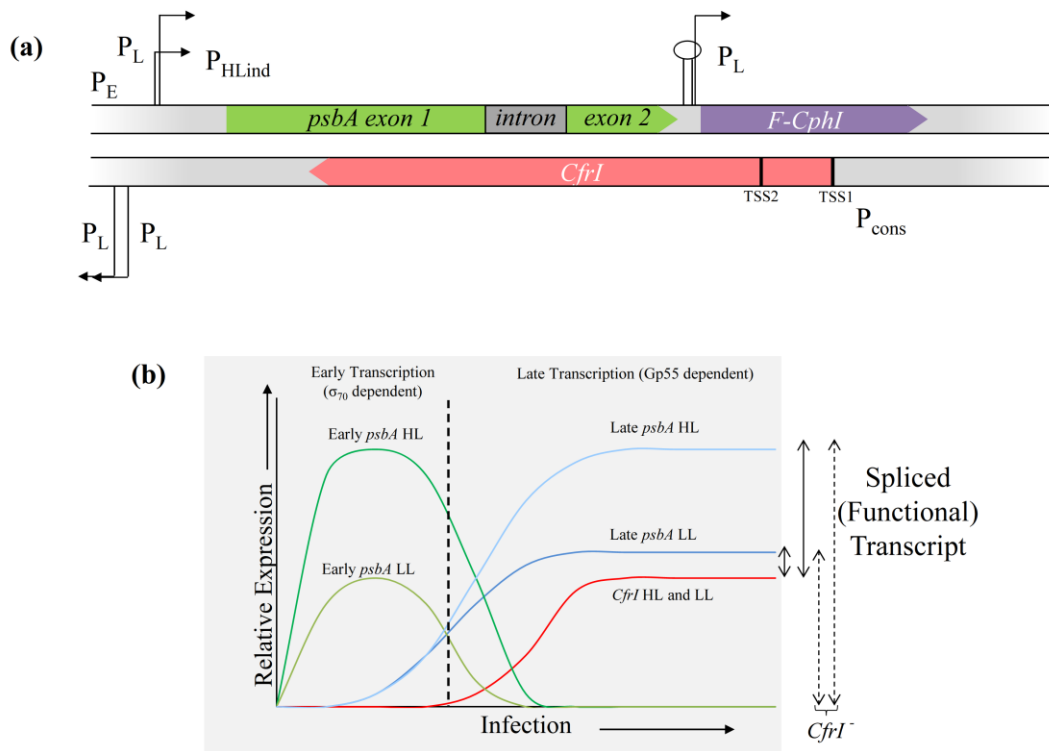 (a)
P_L
P_HLind
P_L
P_E
psbA exon 1 intron exon 2 F-CphI
CfrI
TSS2 TSS1
P_cons
P_L P_L
(b)
Early Transcription
(σ₇₀ dependent)
Late Transcription (Gp55 dependent)
Early psbA HL
Late psbA HL
Spliced
(Functional)
Transcript
Late psbA LL
Early psbA LL
CfrI HL and LL
Relative Expression
Infection
CfrI⁻